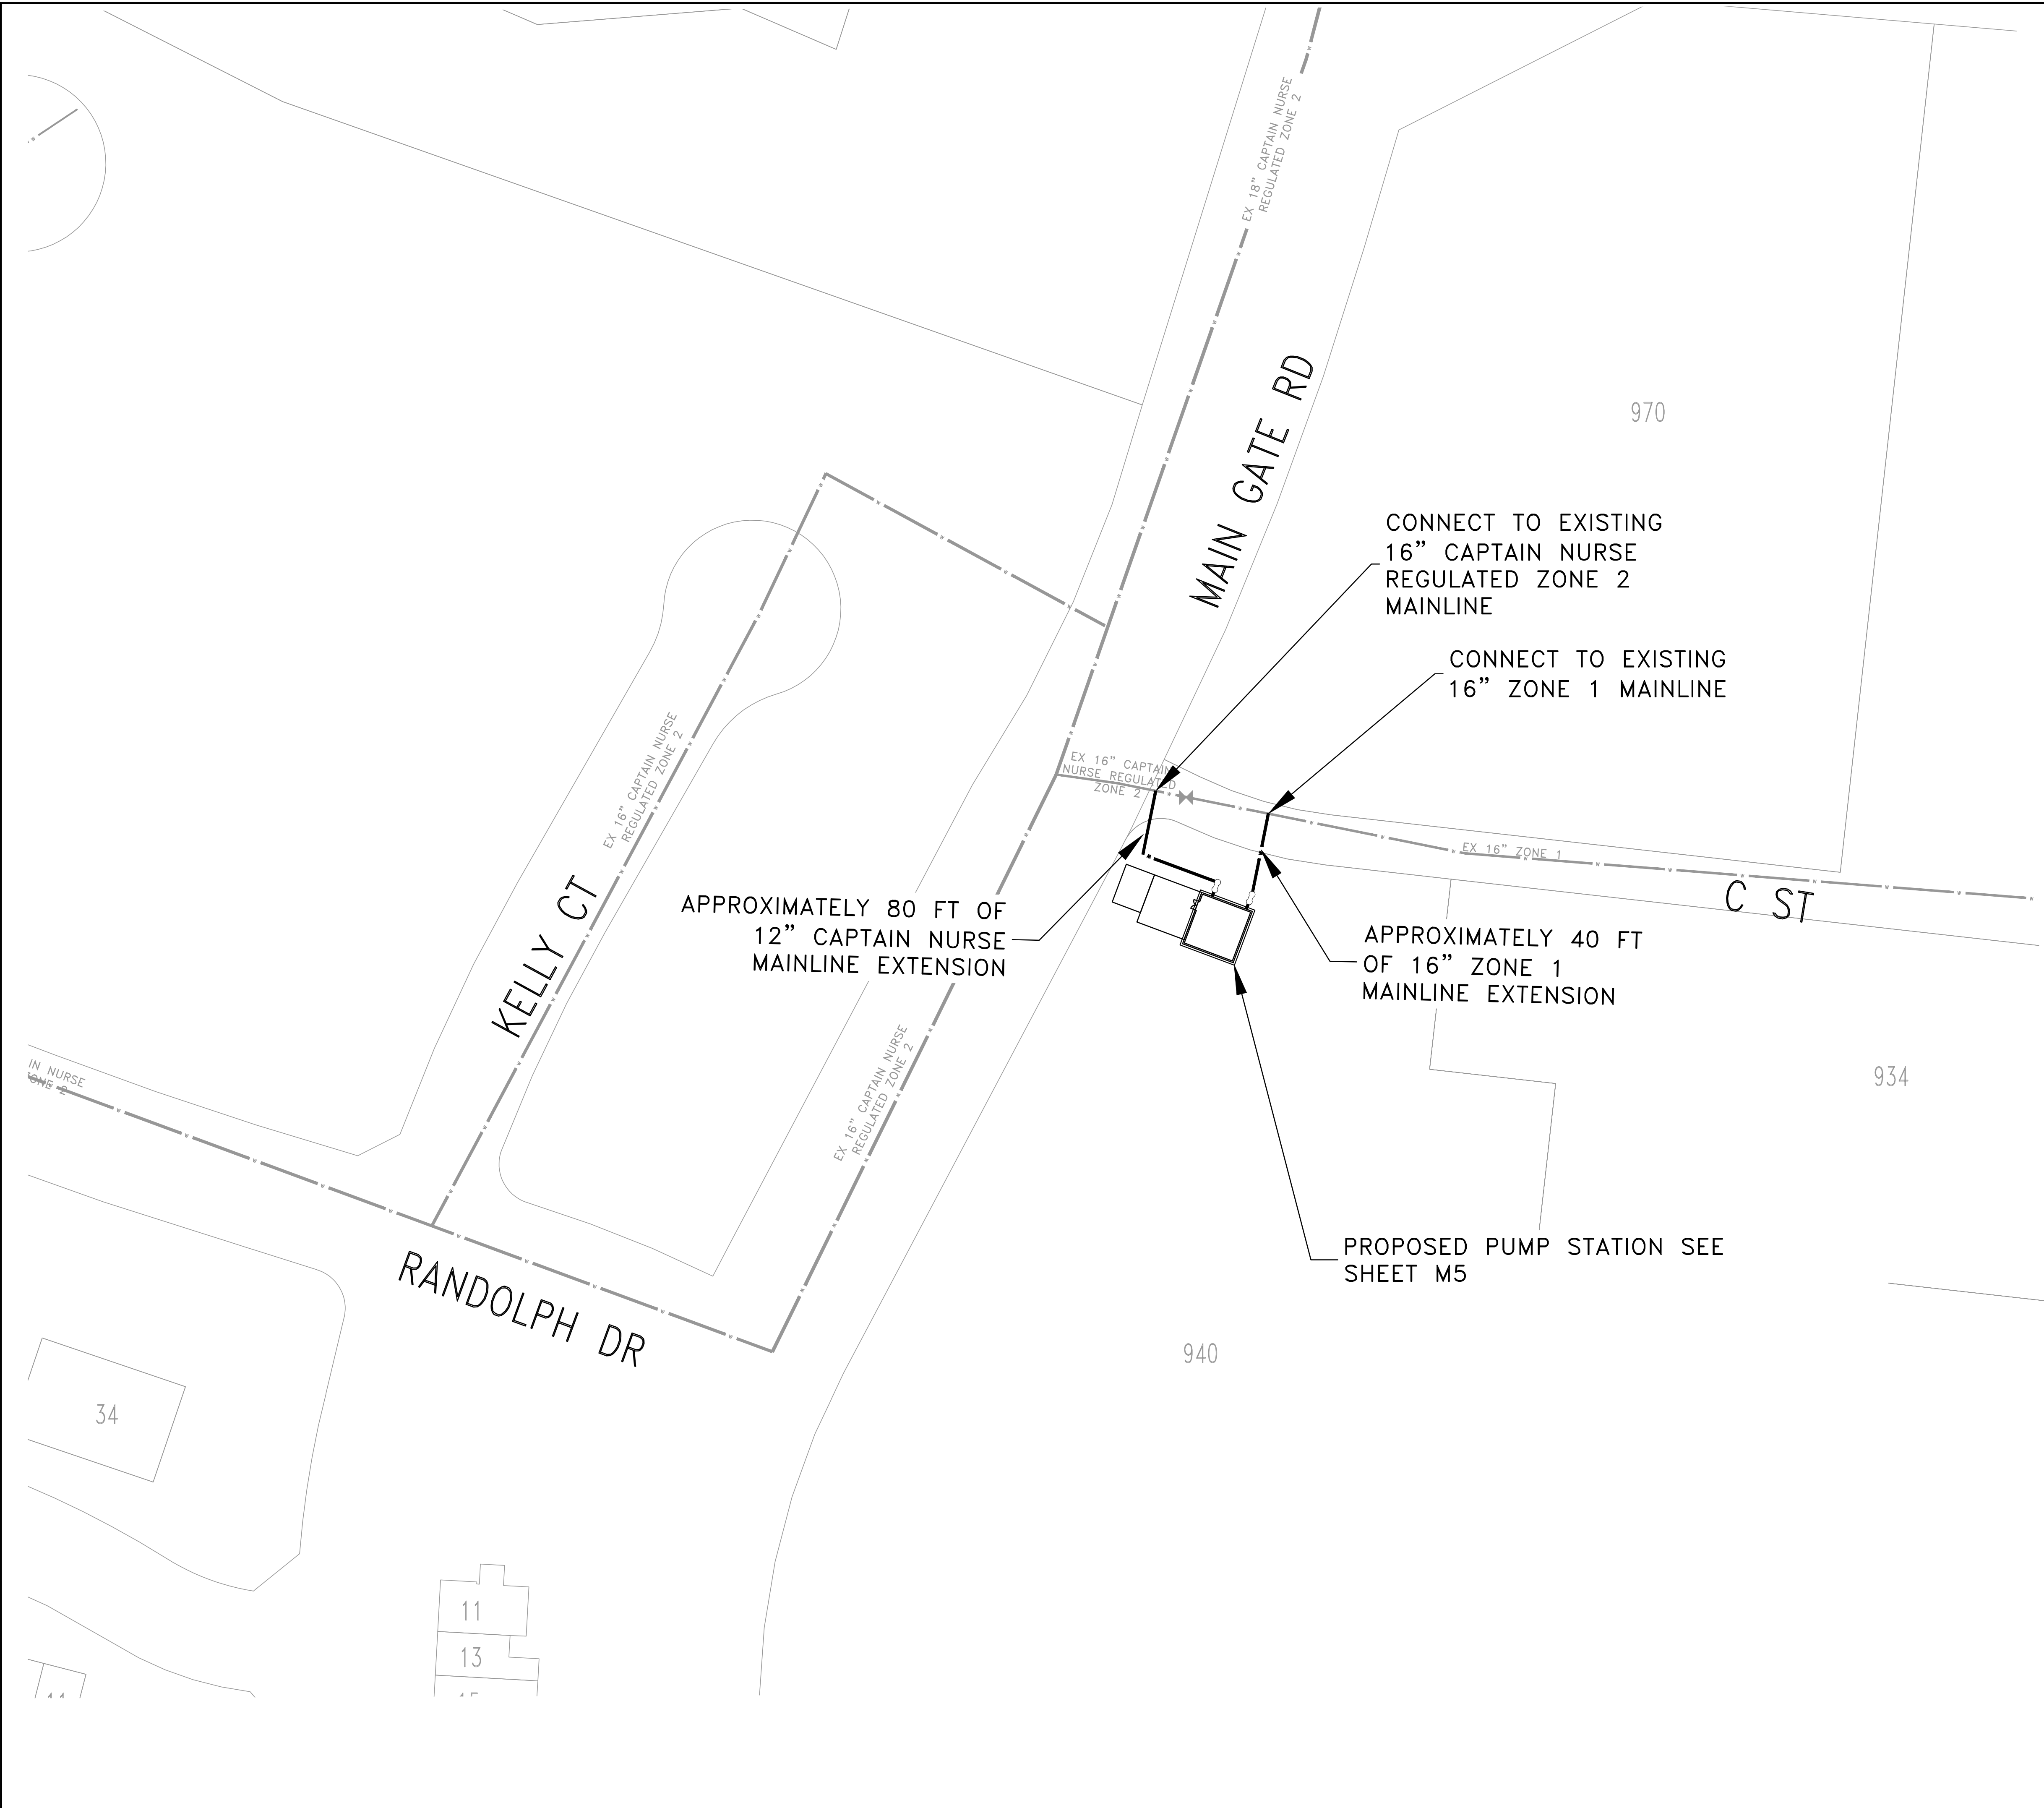 EX 18" CAPTAIN NURSE
REGULATED ZONE 2
MAIN GATE RD
970
CONNECT TO EXISTING
16" CAPTAIN NURSE
REGULATED ZONE 2
MAINLINE
CONNECT TO EXISTING
16" ZONE 1 MAINLINE
EX 16" CAPTAIN NURSE
REGULATED ZONE 2
EX 16" CAPTAIN
NURSE REGULATED
ZONE 2
EX 16" ZONE 1
C ST
KELLY CT
APPROXIMATELY 80 FT OF
12" CAPTAIN NURSE
MAINLINE EXTENSION
APPROXIMATELY 40 FT
OF 16" ZONE 1
MAINLINE EXTENSION
EX 16" CAPTAIN NURSE
REGULATED ZONE 2
IN NURSE
ZONE 2
934
RANDOLPH DR
PROPOSED PUMP STATION SEE
SHEET M5
940
34
11
13